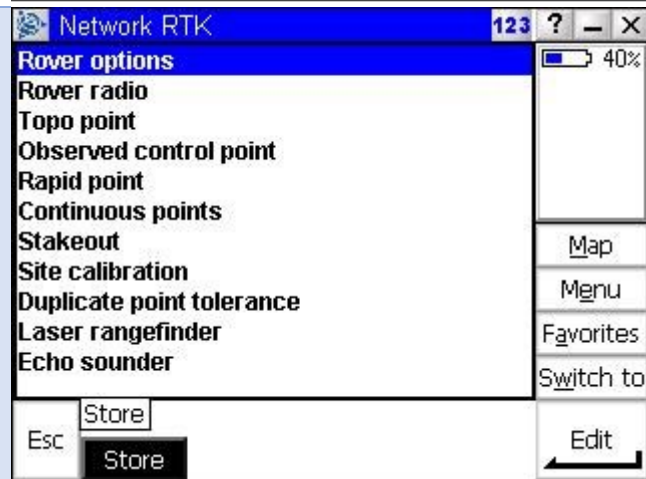 Network RTK 123 ? – ×
Rover options
40%
Rover radio
Topo point
Observed control point
Rapid point
Continuous points
Stakeout
Site calibration
Duplicate point tolerance
Laser rangefinder
Echo sounder
Map
Menu
Favorites
Switch to
Esc
Store
Store
Edit